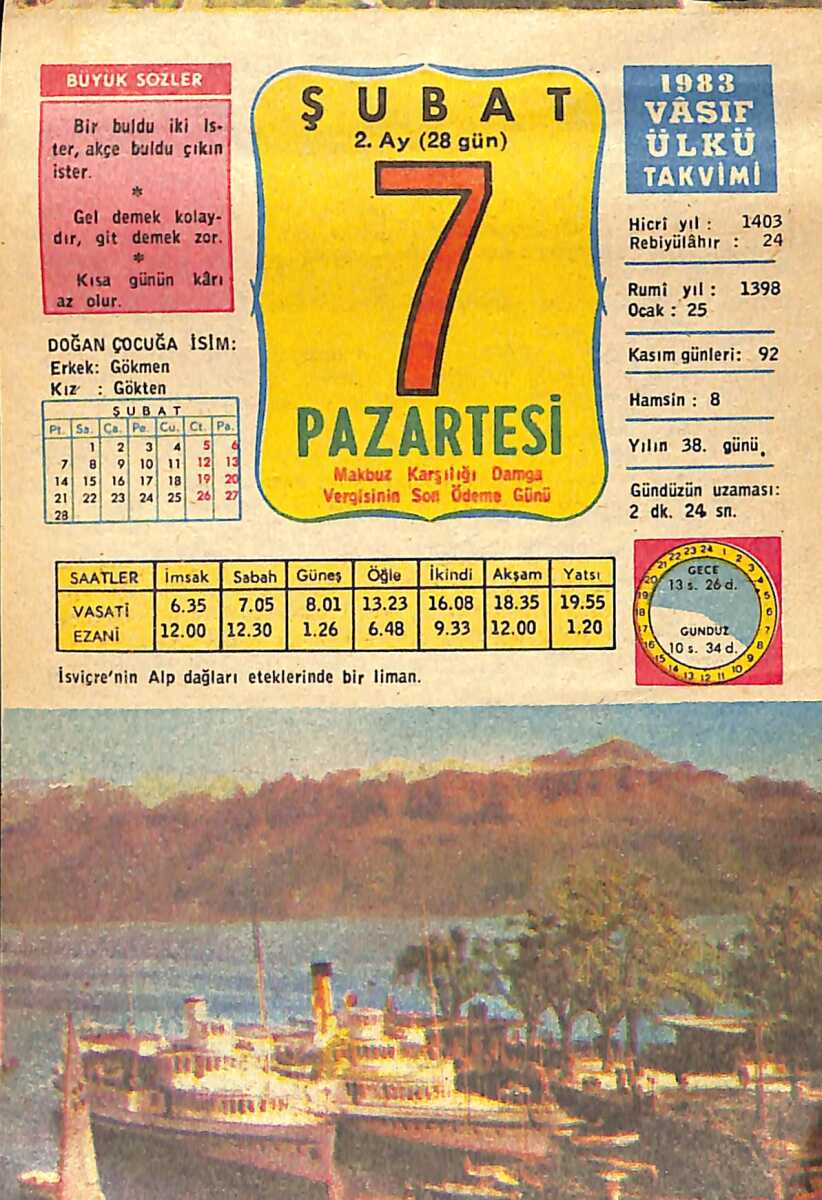 BÜYÜK SÖZLER
Bir buldu iki is-
ter, akçe buldu çıkın
ister.
*
Gel demek kolay-
dır, git demek zor.
*
Kısa günün kârı
az olur.
DOĞAN ÇOCUĞA İSİM:
Erkek: Gökmen
Kız : Gökten
ŞUBAT
Pt. Sa. Ça. Pe. Cu. Ct. Pa.
1 2 3 4 5 6
7 8 9 10 11 12 13
14 15 16 17 18 19 20
21 22 23 24 25 26 27
28
ŞUBAT
2. Ay (28 gün)
7
PAZARTESİ
Makbuz Karşılığı Damga
Vergisinin Son Ödeme Günü
1983
VÂSIF
ÜLKÜ
TAKVİMİ
Hicrî yıl : 1403
Rebiyülâhır : 24
Rumî yıl : 1398
Ocak : 25
Kasım günleri: 92
Hamsin : 8
Yılın 38. günü
Gündüzün uzaması:
2 dk. 24 sn.
SAATLER İmsak Sabah Güneş Öğle İkindi Akşam Yatsı
VASATİ 6.35 7.05 8.01 13.23 16.08 18.35 19.55
EZANİ 12.00 12.30 1.26 6.48 9.33 12.00 1.20
22 23 24 1 2 3
GECE
13 s. 26 d.
GÜNDÜZ
10 s. 34 d.
İsviçre'nin Alp dağları eteklerinde bir liman.